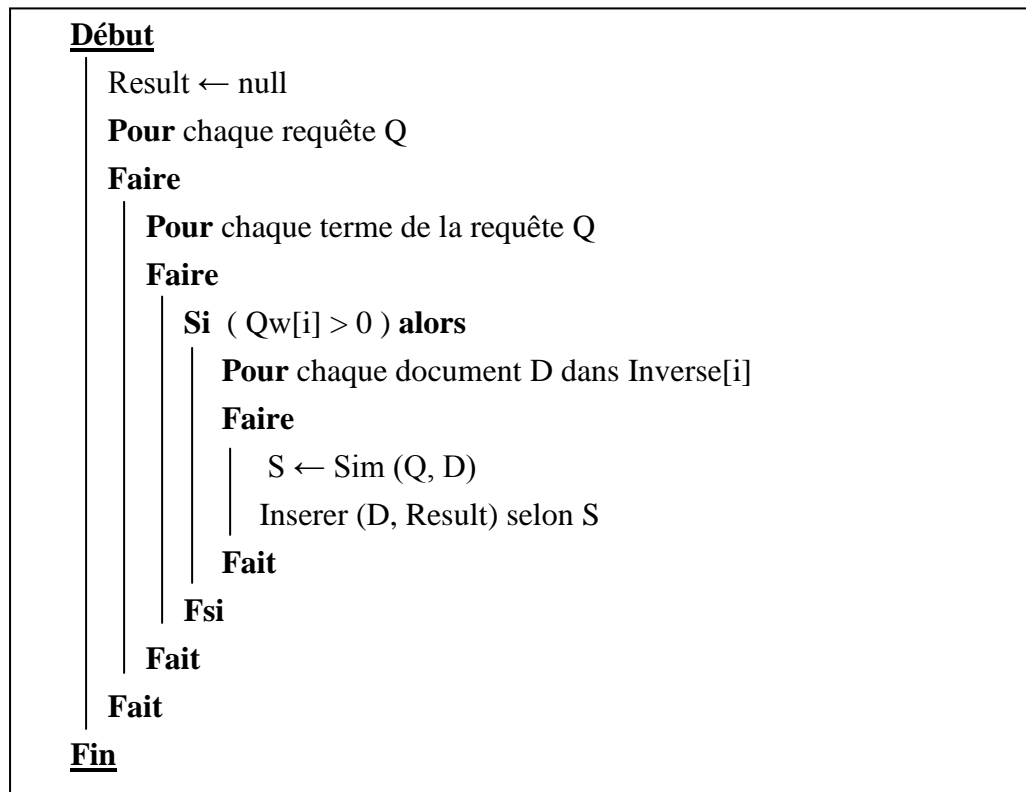 Début
Result ← null
Pour chaque requête Q
Faire
Pour chaque terme de la requête Q
Faire
Si ( Qw[i] > 0 ) alors
Pour chaque document D dans Inverse[i]
Faire
S ← Sim (Q, D)
Inserer (D, Result) selon S
Fait
Fsi
Fait
Fait
Fin